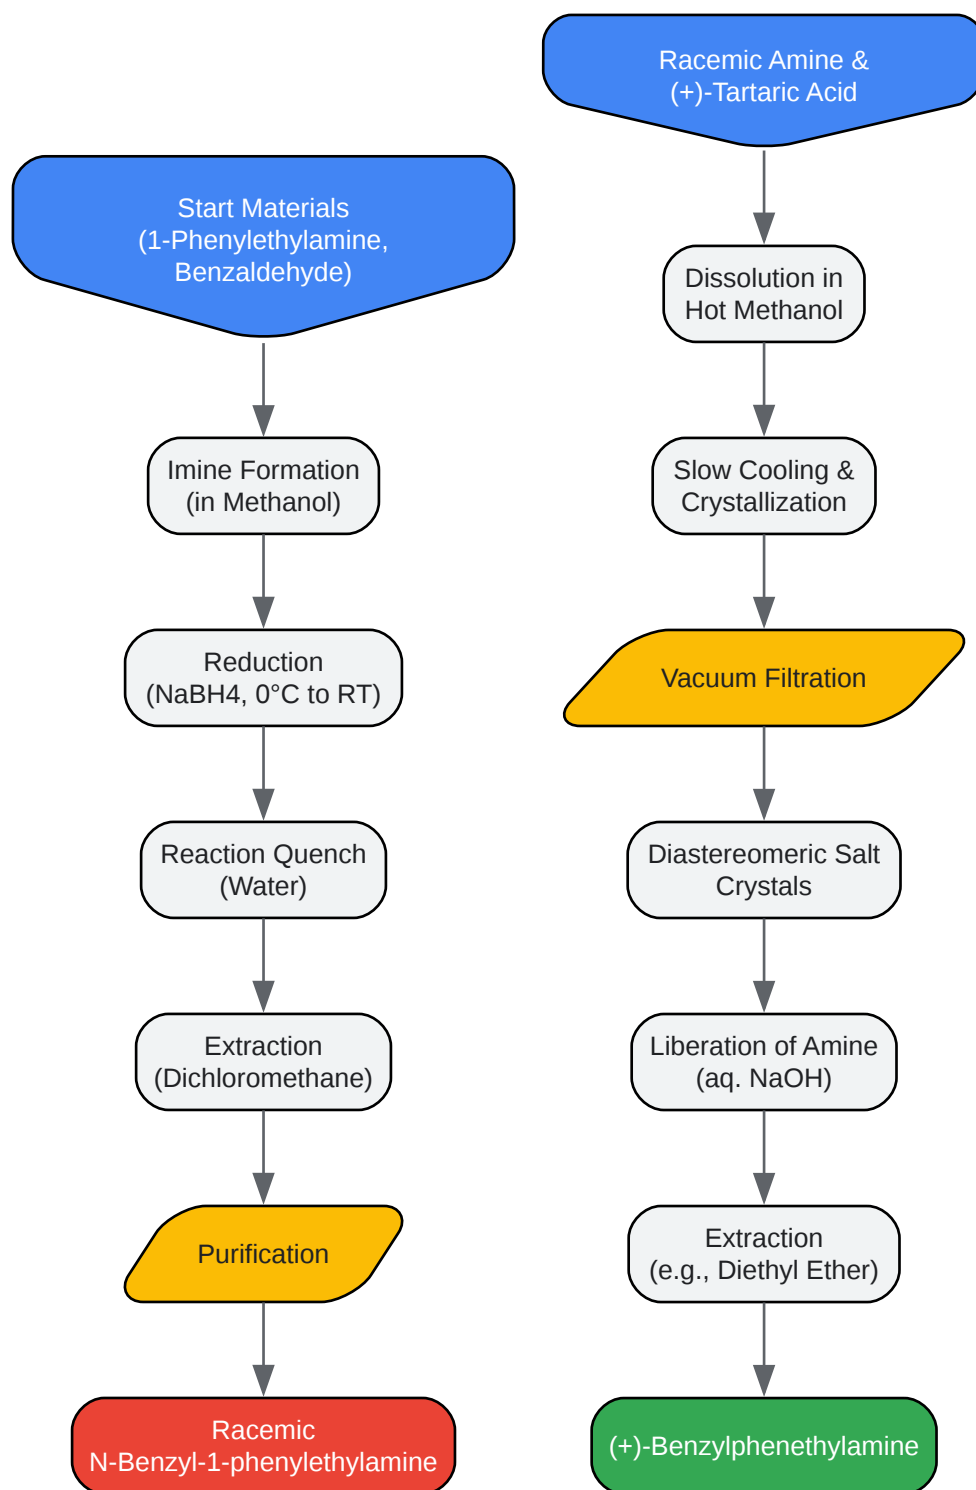 Start Materials
(1-Phenylethylamine,
Benzaldehyde)
Imine Formation
(in Methanol)
Reduction
(NaBH4, 0°C to RT)
Reaction Quench
(Water)
Extraction
(Dichloromethane)
Purification
Racemic
N-Benzyl-1-phenylethylamine
Racemic Amine &
(+)-Tartaric Acid
Dissolution in
Hot Methanol
Slow Cooling &
Crystallization
Vacuum Filtration
Diastereomeric Salt
Crystals
Liberation of Amine
(aq. NaOH)
Extraction
(e.g., Diethyl Ether)
(+)-Benzylphenethylamine